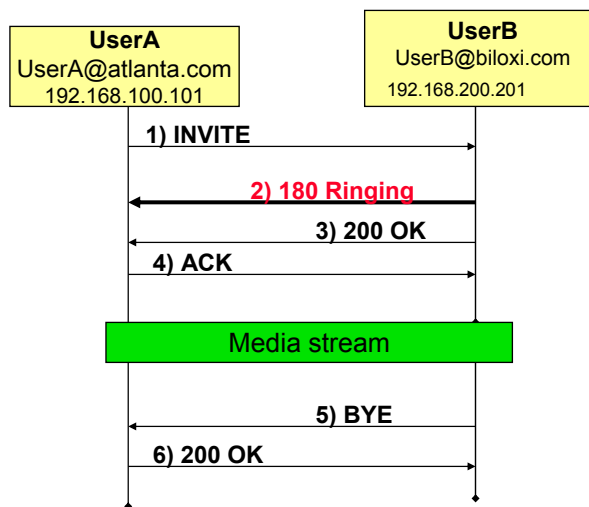 UserA
UserA@atlanta.com
192.168.100.101
UserB
UserB@biloxi.com
192.168.200.201
1) INVITE
2) 180 Ringing
3) 200 OK
4) ACK
Media stream
5) BYE
6) 200 OK